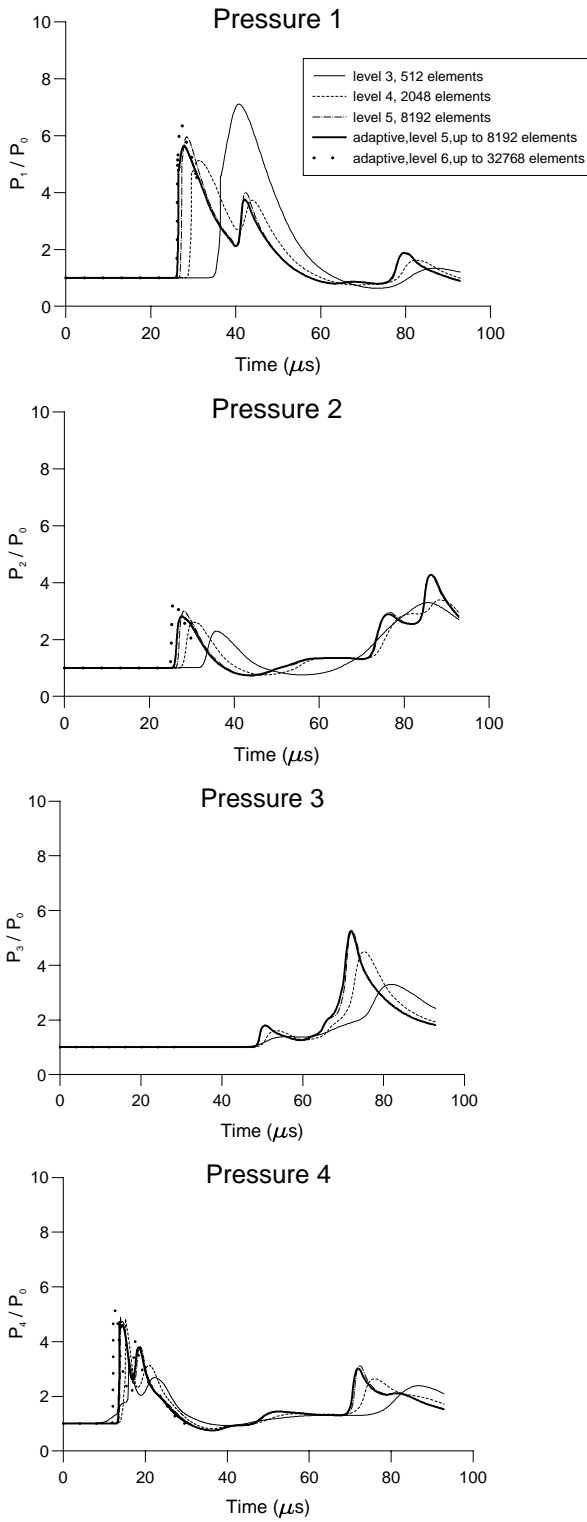 Pressure 1
10
8
6
4
2
0
P1 / P0
level 3, 512 elements
level 4, 2048 elements
level 5, 8192 elements
adaptive,level 5,up to 8192 elements
adaptive,level 6,up to 32768 elements
0 20 40 60 80 100
Time (μs)
Pressure 2
10
8
6
4
2
0
P2 / P0
0 20 40 60 80 100
Time (μs)
Pressure 3
10
8
6
4
2
0
P3 / P0
0 20 40 60 80 100
Time (μs)
Pressure 4
10
8
6
4
2
0
P4 / P0
0 20 40 60 80 100
Time (μs)